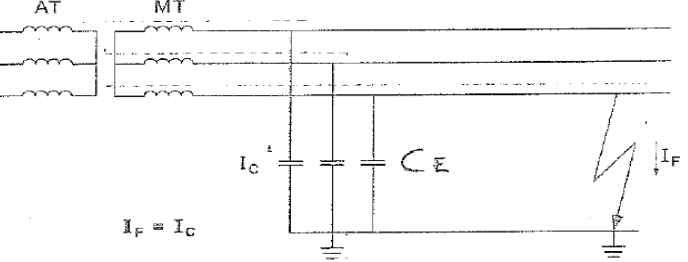 AT MT
I_C C_E I_F
I_F = I_C